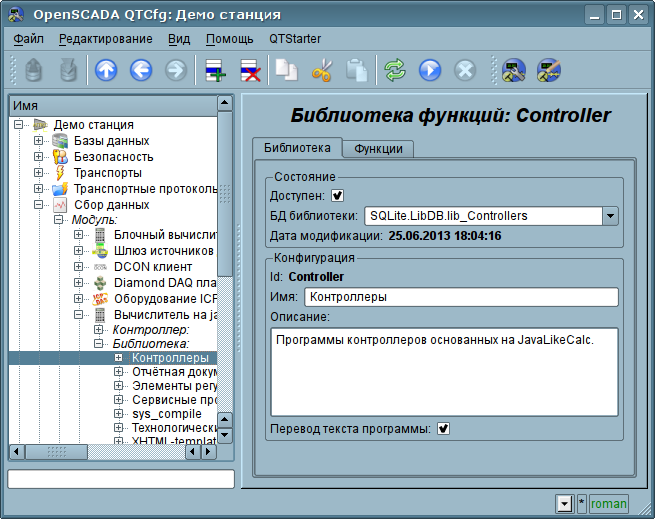 OpenSCADA QTCfg: Демо станция
Файл Редактирование Вид Помощь QTStarter
Имя
Демо станция
Базы данных
Безопасность
Транспорты
Транспортные протоколь
Сбор данных
Модуль:
Блочный вычислит
Шлюз источников
DCON клиент
Diamond DAQ пла
Оборудование ICP
Вычислитель на ja
Контроллер:
Библиотека:
Контроллеры
Отчётная докум
Элементы регу
Сервисные про
sys_compile
Технологически
XHTML-templat
Библиотека функций: Controller
Библиотека Функции
Состояние
Доступен:
БД библиотеки: SQLite.LibDB.lib_Controllers
Дата модификации: 25.06.2013 18:04:16
Конфигурация
Id: Controller
Имя: Контроллеры
Описание:
Программы контроллеров основанных на JavaLikeCalc.
Перевод текста программы:
* roman